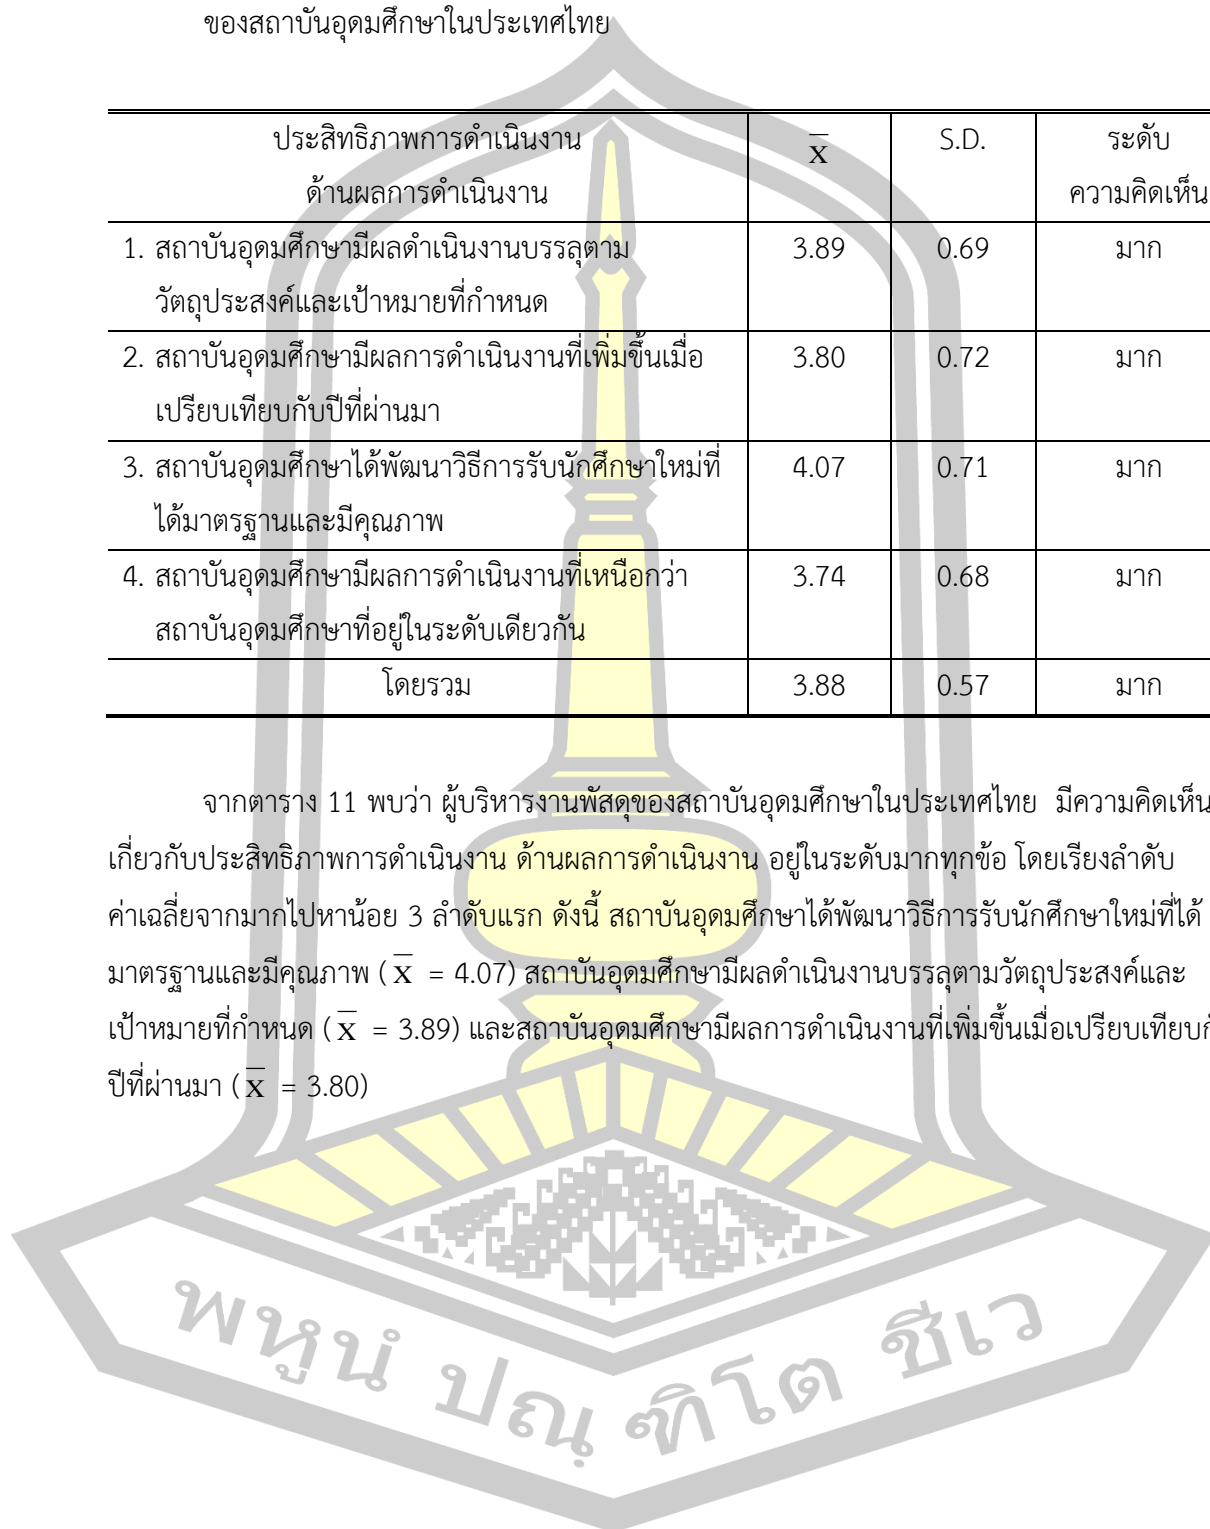 ของสถาบันอุดมศึกษาในประเทศไทย
ประสิทธิภาพการดำเนินงาน x̄ S.D. ระดับ
ด้านผลการดำเนินงาน ความคิดเห็น
1. สถาบันอุดมศึกษามีผลดำเนินงานบรรลุตาม 3.89 0.69 มาก
วัตถุประสงค์และเป้าหมายที่กำหนด
2. สถาบันอุดมศึกษามีผลการดำเนินงานที่เพิ่มขึ้นเมื่อ 3.80 0.72 มาก
เปรียบเทียบกับปีที่ผ่านมา
3. สถาบันอุดมศึกษาได้พัฒนาวิธีการรับนักศึกษาใหม่ที่ 4.07 0.71 มาก
ได้มาตรฐานและมีคุณภาพ
4. สถาบันอุดมศึกษามีผลการดำเนินงานที่เหนือกว่า 3.74 0.68 มาก
สถาบันอุดมศึกษาที่อยู่ในระดับเดียวกัน
โดยรวม 3.88 0.57 มาก
จากตาราง 11 พบว่า ผู้บริหารงานพัสดุของสถาบันอุดมศึกษาในประเทศไทย มีความคิดเห็น
เกี่ยวกับประสิทธิภาพการดำเนินงาน ด้านผลการดำเนินงาน อยู่ในระดับมากทุกข้อ โดยเรียงลำดับ
ค่าเฉลี่ยจากมากไปหาน้อย 3 ลำดับแรก ดังนี้ สถาบันอุดมศึกษาได้พัฒนาวิธีการรับนักศึกษาใหม่ที่ได้
มาตรฐานและมีคุณภาพ (x̄ = 4.07) สถาบันอุดมศึกษามีผลดำเนินงานบรรลุตามวัตถุประสงค์และ
เป้าหมายที่กำหนด (x̄ = 3.89) และสถาบันอุดมศึกษามีผลการดำเนินงานที่เพิ่มขึ้นเมื่อเปรียบเทียบ
ปีที่ผ่านมา (x̄ = 3.80)
พหูนํ ปณฺฑิโต ชีเว